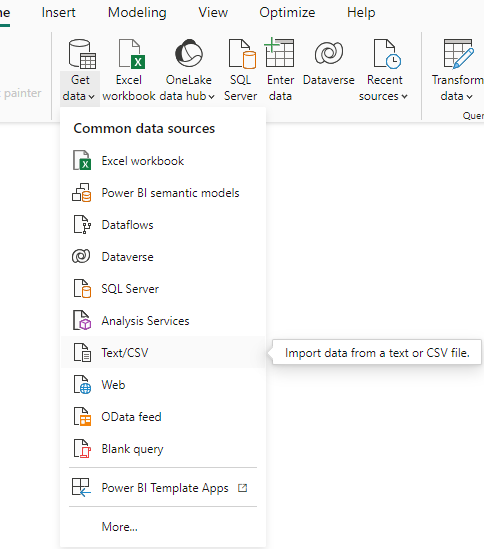 me Insert Modeling View Optimize Help
painter
Get data
Excel workbook
OneLake data hub
SQL Server
Enter data
Dataverse
Recent sources
Transform data
Quer
Common data sources
Excel workbook
Power BI semantic models
Dataflows
Dataverse
SQL Server
Analysis Services
Text/CSV
Import data from a text or CSV file.
Web
OData feed
Blank query
Power BI Template Apps
More...